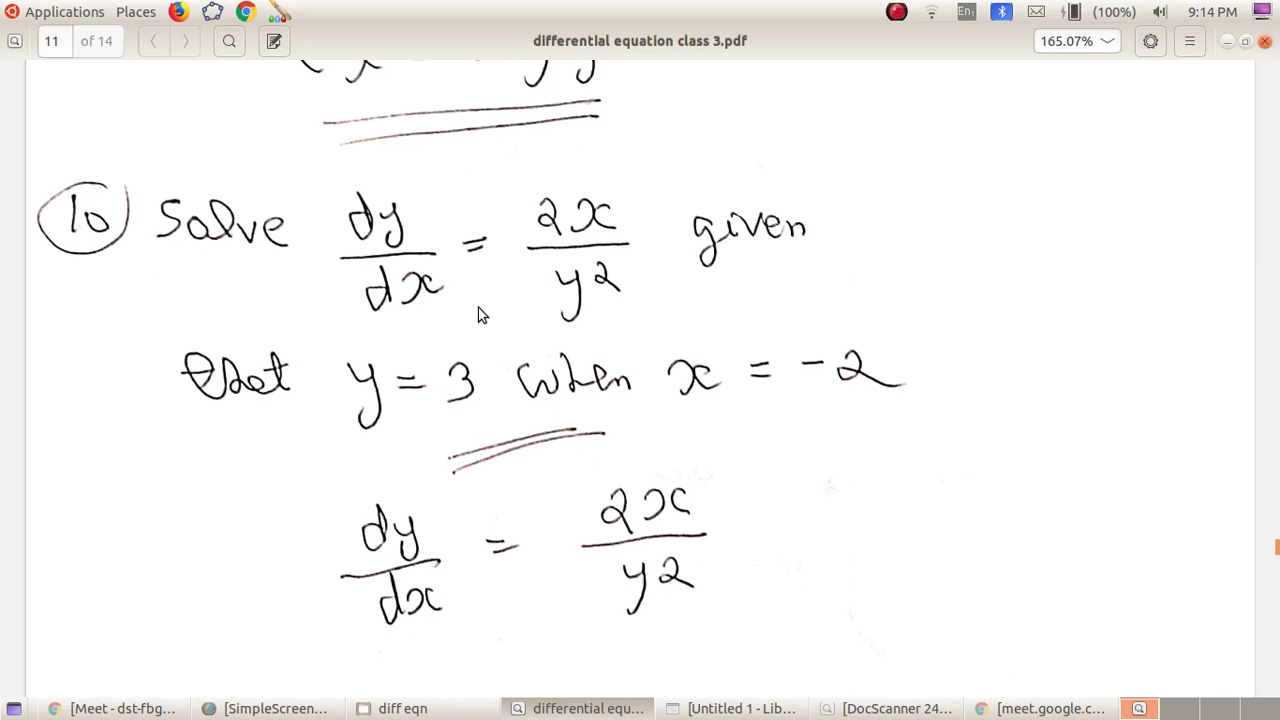 Applications Places En₁ (100%) 9:14 PM
11 of 14 differential equation class 3.pdf 165.07%
10 Solve dy/dx = 2x/y2 given
that y = 3 when x = -2
dy/dx = 2x/y2
[Meet - dst-fbg... [SimpleScreen... diff eqn differential equ... [Untitled 1 - Lib... [DocScanner 24... [meet.google.c...